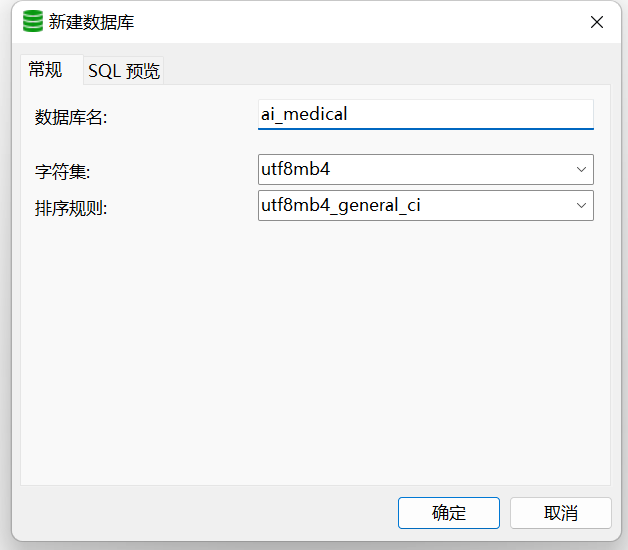 新建数据库
常规
SQL 预览
数据库名:
ai_medical
字符集:
utf8mb4
排序规则:
utf8mb4_general_ci
确定
取消